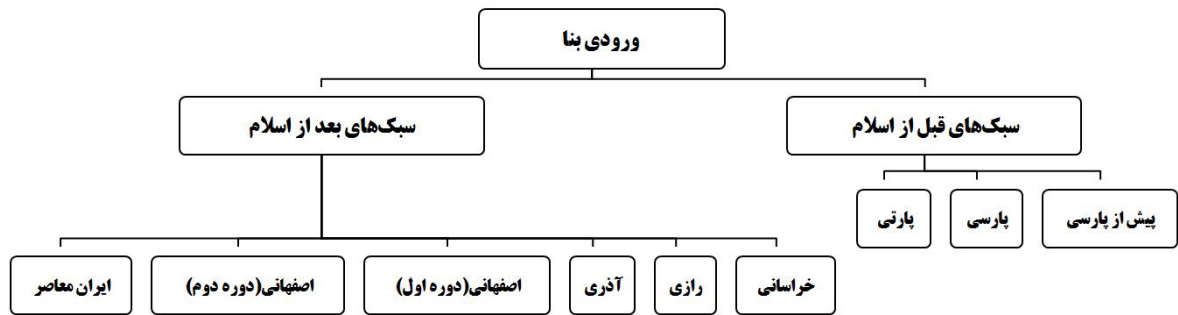 ورودی بنا
سبک‌های قبل از اسلام
سبک‌های بعد از اسلام
پیش از پارسی
پارسی
پارتی
خراسانی
رازی
آذری
اصفهانی(دوره اول)
اصفهانی(دوره دوم)
ایران معاصر